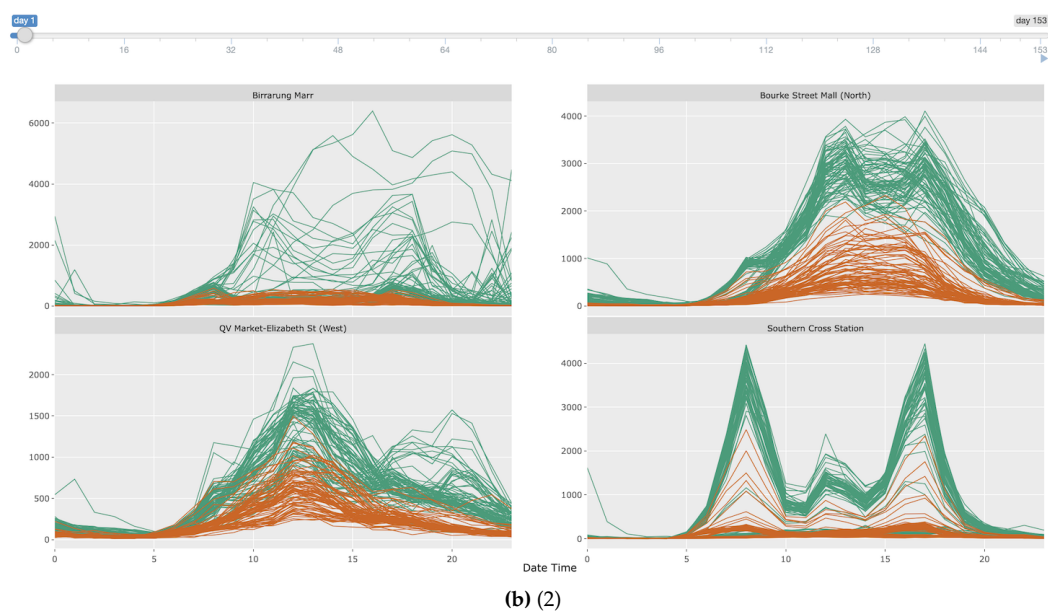 day 1 day 153
0 16 32 48 64 80 96 112 128 144 153
Birrarung Marr
6000
4000
2000
0
Bourke Street Mall (North)
4000
3000
2000
1000
0
QV Market-Elizabeth St (West)
2000
1500
1000
500
0
0 5 10 15 20
Southern Cross Station
4000
3000
2000
1000
0
0 5 10 15 20
Date Time
(b) (2)